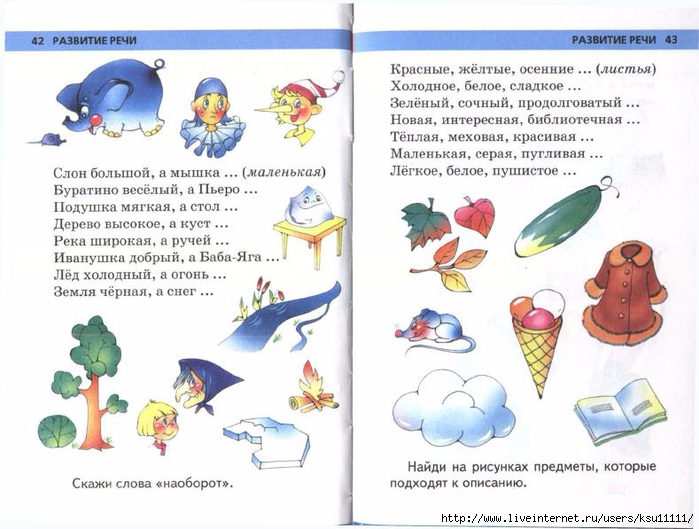 42 РАЗВИТИЕ РЕЧИ
Слон большой, а мышка ... (маленькая)
Буратино весёлый, а Пьеро ...
Подушка мягкая, а стол ...
Дерево высокое, а куст ...
Река широкая, а ручей ...
Иванушка добрый, а Баба-Яга ...
Лёд холодный, а огонь ...
Земля чёрная, а снег ...
Скажи слова «наоборот».
РАЗВИТИЕ РЕЧИ 43
Красные, жёлтые, осенние ... (листья)
Холодное, белое, сладкое ...
Зелёный, сочный, продолговатый ...
Новая, интересная, библиотечная ...
Тёплая, меховая, красивая ...
Маленькая, серая, пугливая ...
Лёгкое, белое, пушистое ...
Найди на рисунках предметы, которые
подходят к описанию.
http://www.liveinternet.ru/users/ksu11111/